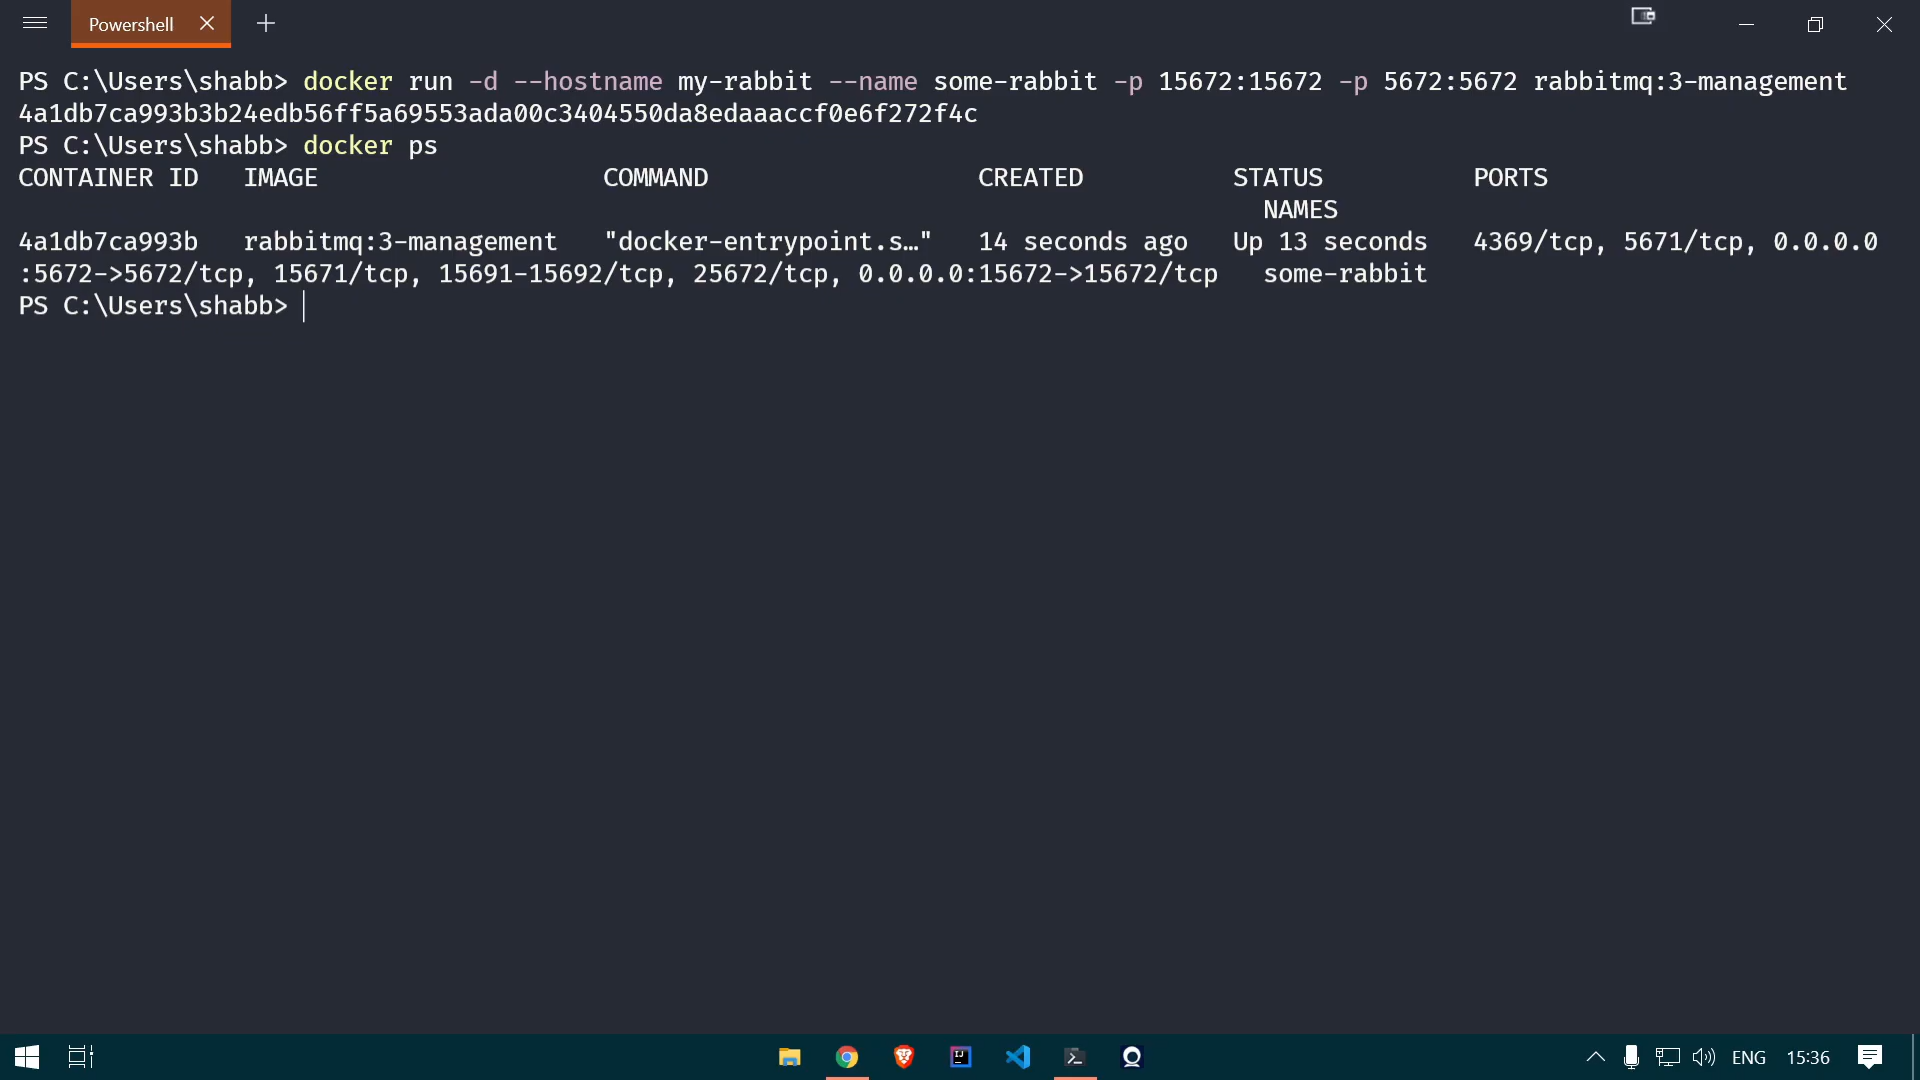 Powershell
PS C:\Users\shabb> docker run -d --hostname my-rabbit --name some-rabbit -p 15672:15672 -p 5672:5672 rabbitmq:3-management
4a1db7ca993b3b24edb56ff5a69553ada00c3404550da8edaaaccf0e6f272f4c
PS C:\Users\shabb> docker ps
CONTAINER ID   IMAGE                   COMMAND                  CREATED          STATUS          PORTS
NAMES
4a1db7ca993b   rabbitmq:3-management   "docker-entrypoint.s…"   14 seconds ago   Up 13 seconds   4369/tcp, 5671/tcp, 0.0.0.0
:5672->5672/tcp, 15671/tcp, 15691-15692/tcp, 25672/tcp, 0.0.0.0:15672->15672/tcp   some-rabbit
PS C:\Users\shabb>
ENG 15:36